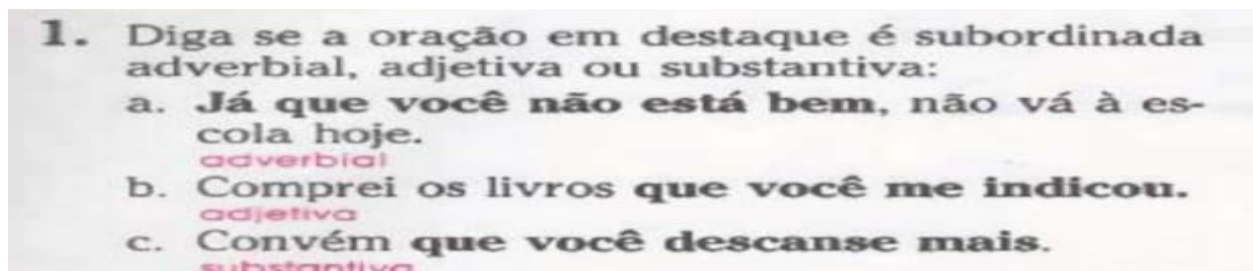 1. Diga se a oração em destaque é subordinada
adverbial, adjetiva ou substantiva:
a. Já que você não está bem, não vá à es-
cola hoje.
adverbial
b. Comprei os livros que você me indicou.
adjetiva
c. Convém que você descanse mais.
substantiva